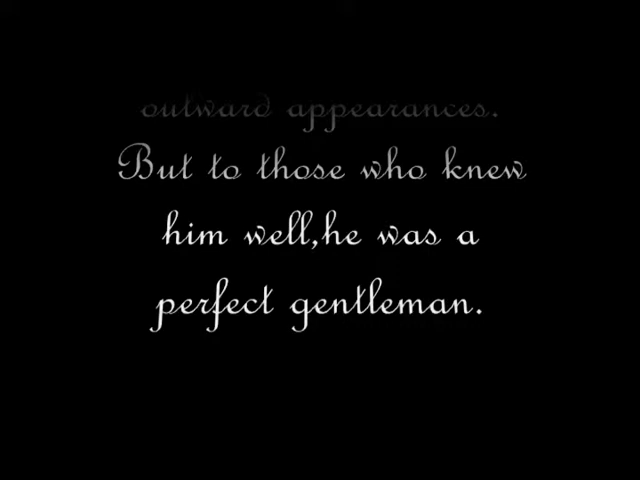 outward appearances.
But to those who knew
him well,he was a
perfect gentleman.